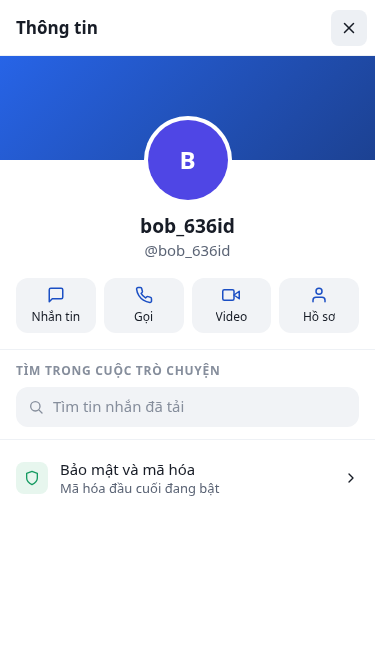 Thông tin
B
bob_636id
@bob_636id
Nhắn tin
Gọi
Video
Hồ sơ
TÌM TRONG CUỘC TRÒ CHUYỆN
Tìm tin nhắn đã tải
Bảo mật và mã hóa
Mã hóa đầu cuối đang bật